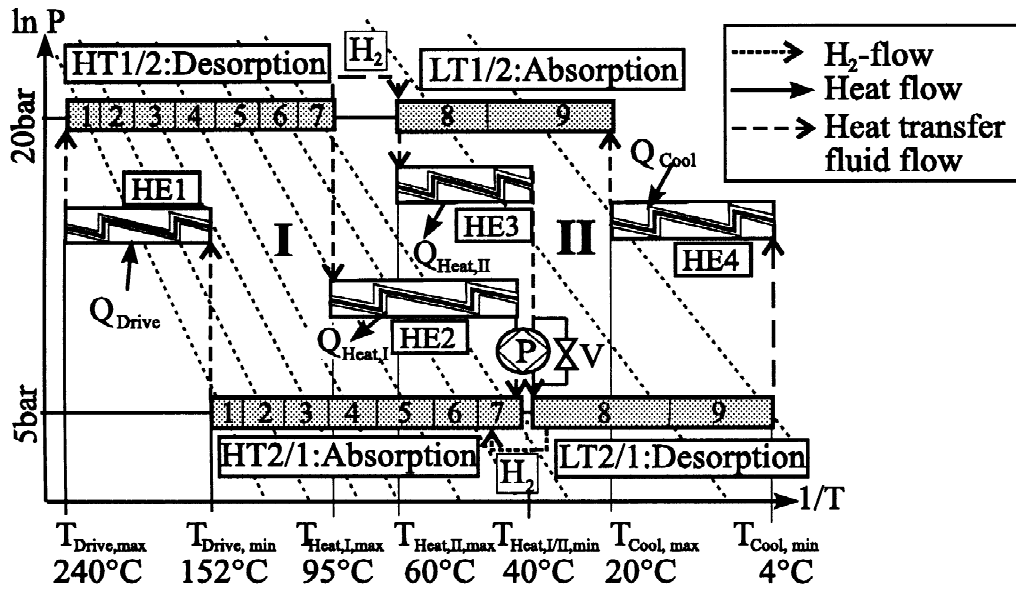 ln P
HT1/2:Desorption
H2
LT1/2:Absorption
H2-flow
Heat flow
Heat transfer
fluid flow
20bar
1 2 3 4 5 6 7
8 9
HE1
I
HE3
II
QCool
HE4
QDrive
QHeat,II
QHeat,I
HE2
P
V
5bar
1 2 3 4 5 6 7
8 9
HT2/1:Absorption
H2
LT2/1:Desorption
1/T
TDrive,max TDrive, min THeat,I,max THeat,II,max THeat,I/II,min TCool, max TCool, min
240°C 152°C 95°C 60°C 40°C 20°C 4°C